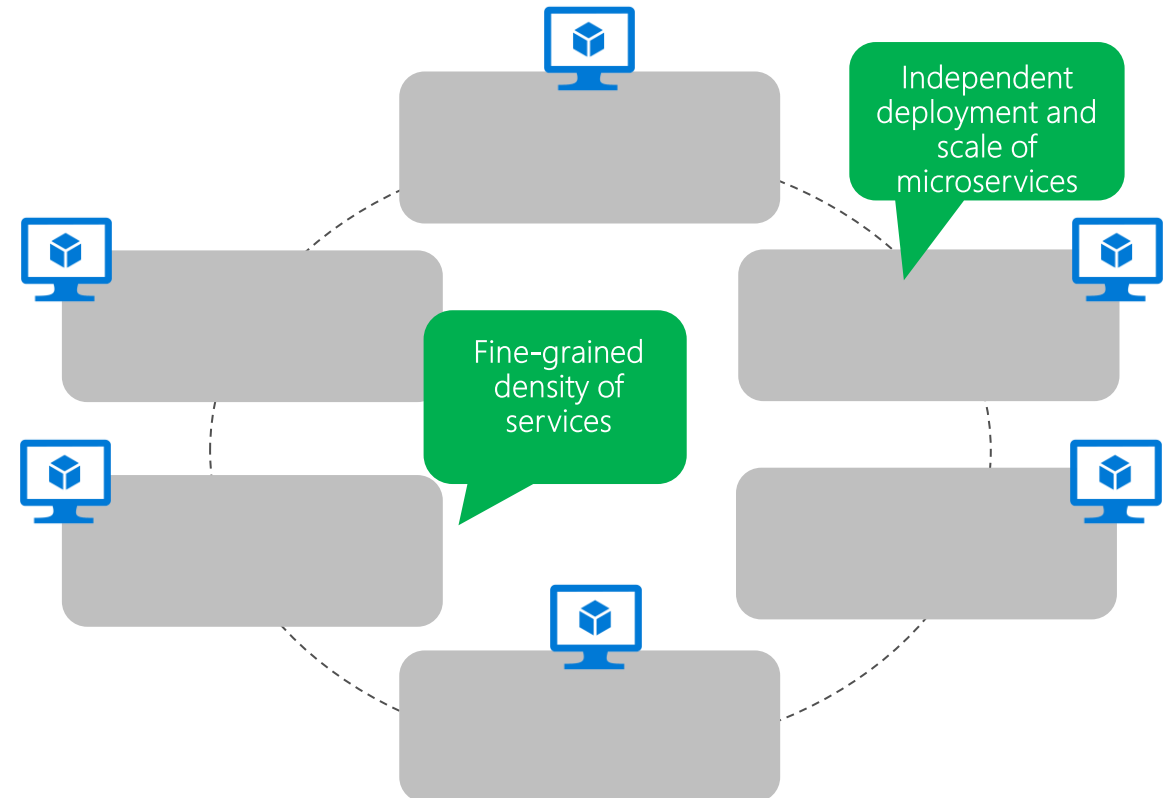 Independent
deployment and
scale of
microservices
Fine-grained
density of
services